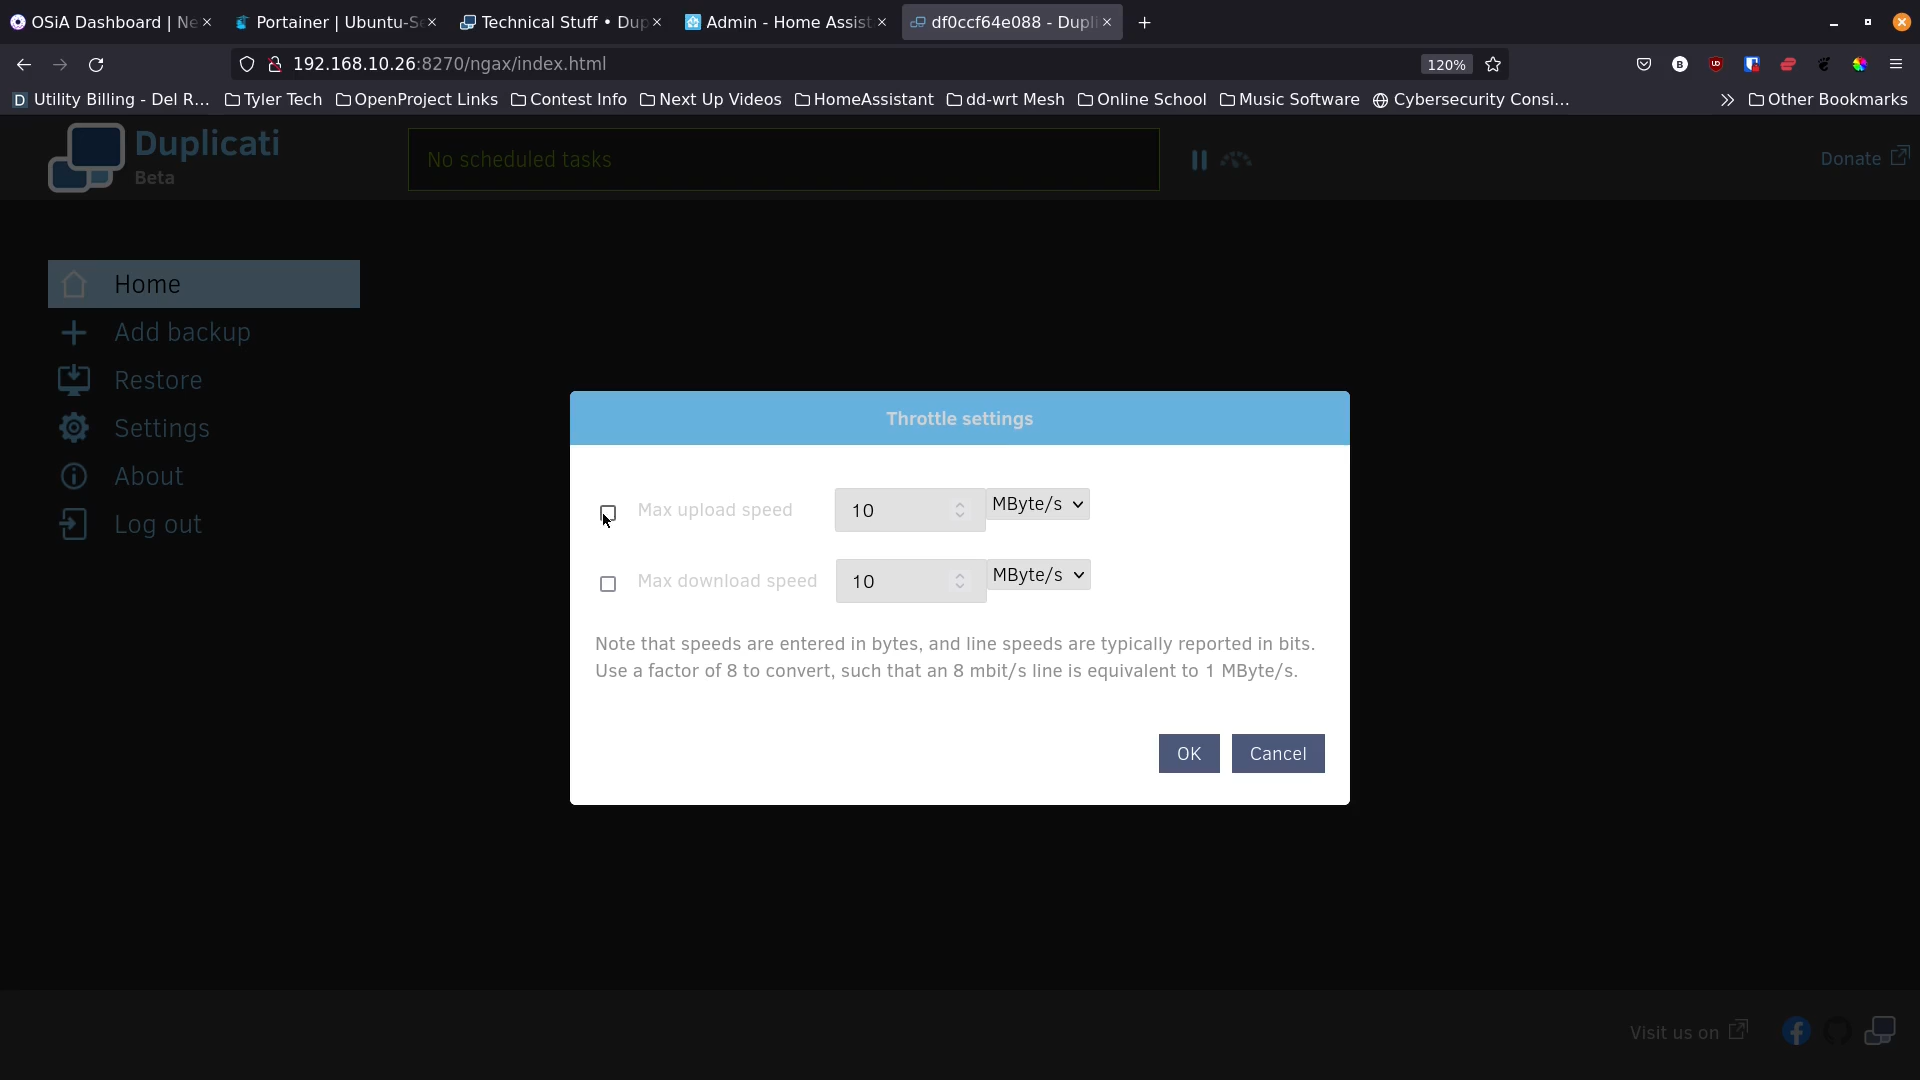 OSiA Dashboard | Ne
Portainer | Ubuntu-Se
Technical Stuff • Dup
Admin - Home Assist
df0ccf64e088 - Dupli
192.168.10.26:8270/ngax/index.html
120%
Utility Billing - Del R...
Tyler Tech
OpenProject Links
Contest Info
Next Up Videos
HomeAssistant
dd-wrt Mesh
Online School
Music Software
Cybersecurity Consi...
Other Bookmarks
Duplicati
Beta
No scheduled tasks
Donate
Home
Add backup
Restore
Settings
About
Log out
Throttle settings
Max upload speed 10 MByte/s
Max download speed 10 MByte/s
Note that speeds are entered in bytes, and line speeds are typically reported in bits.
Use a factor of 8 to convert, such that an 8 mbit/s line is equivalent to 1 MByte/s.
OK Cancel
Visit us on